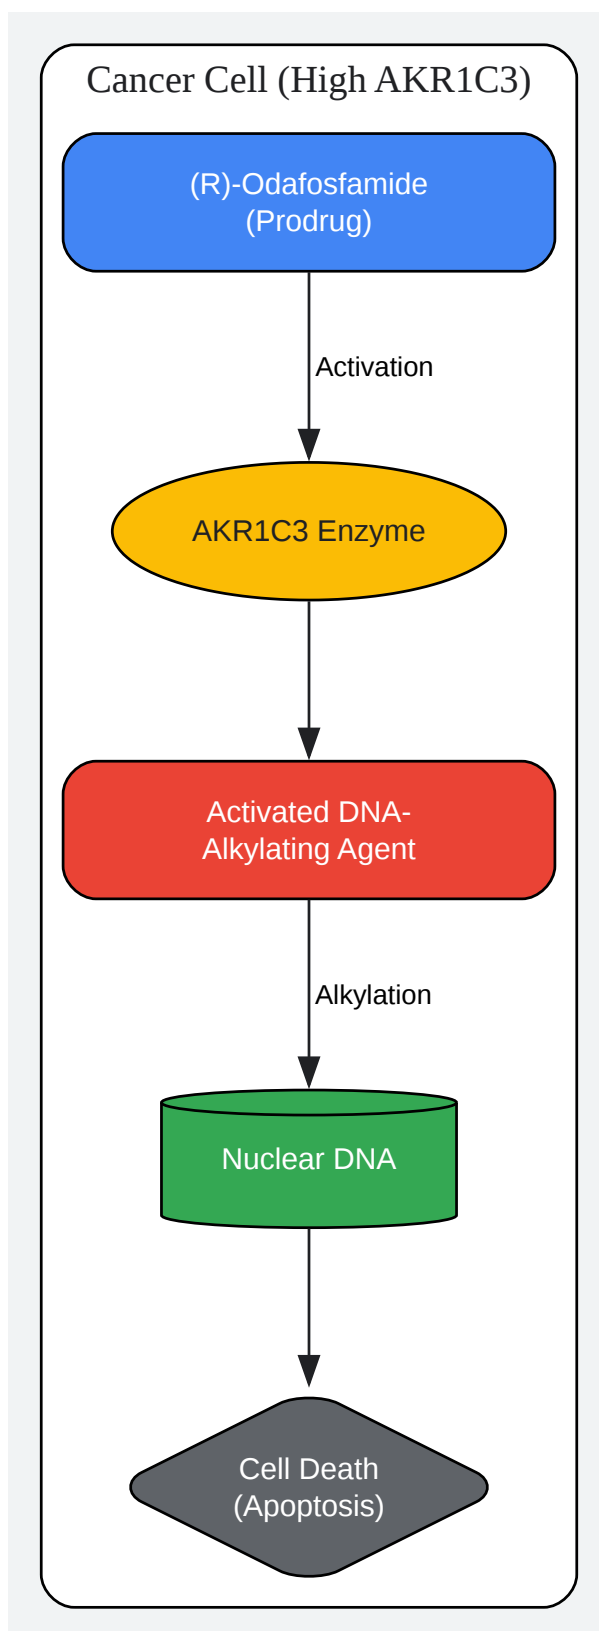 Cancer Cell (High AKR1C3)
(R)-Odafosfamide
(Prodrug)
Activation
AKR1C3 Enzyme
Activated DNA-
Alkylating Agent
Alkylation
Nuclear DNA
Cell Death
(Apoptosis)